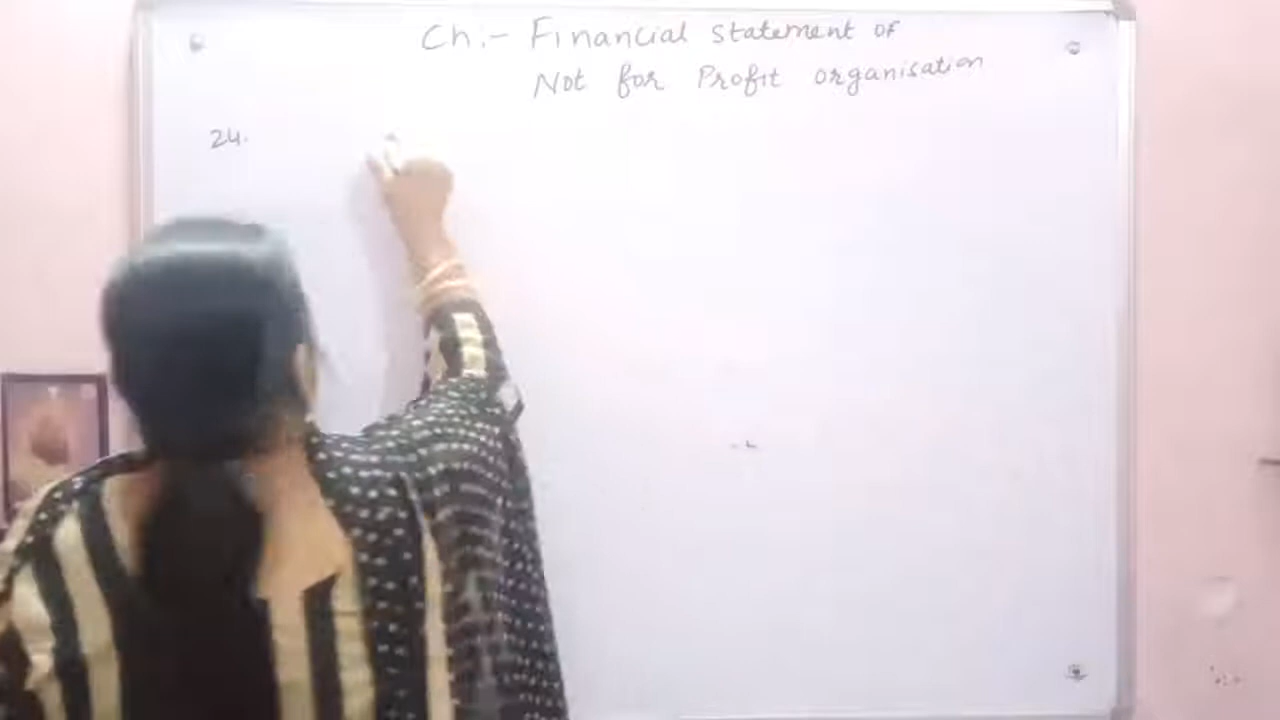 Ch.- Financial statement of
Not for Profit organisation
24.